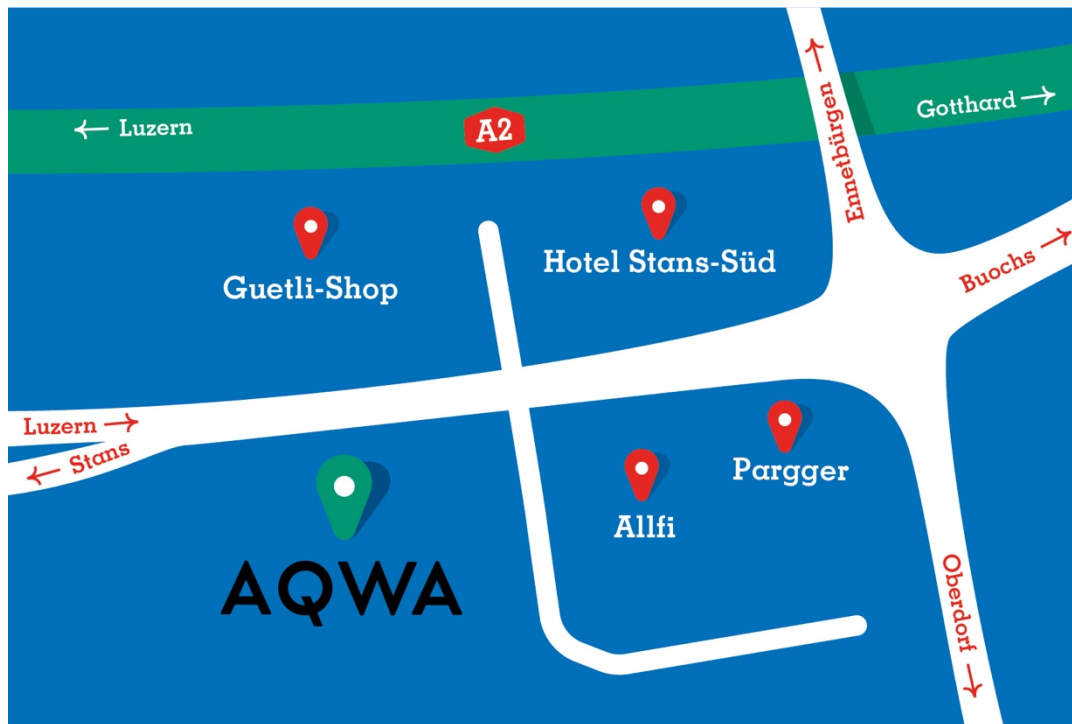 ← Luzern
A2
Gotthard →
Ennetbürgen →
Buochs →
Guetli-Shop
Hotel Stans-Süd
Luzern →
← Stans
Pargger
Allfi
AQWA
Oberdorf →